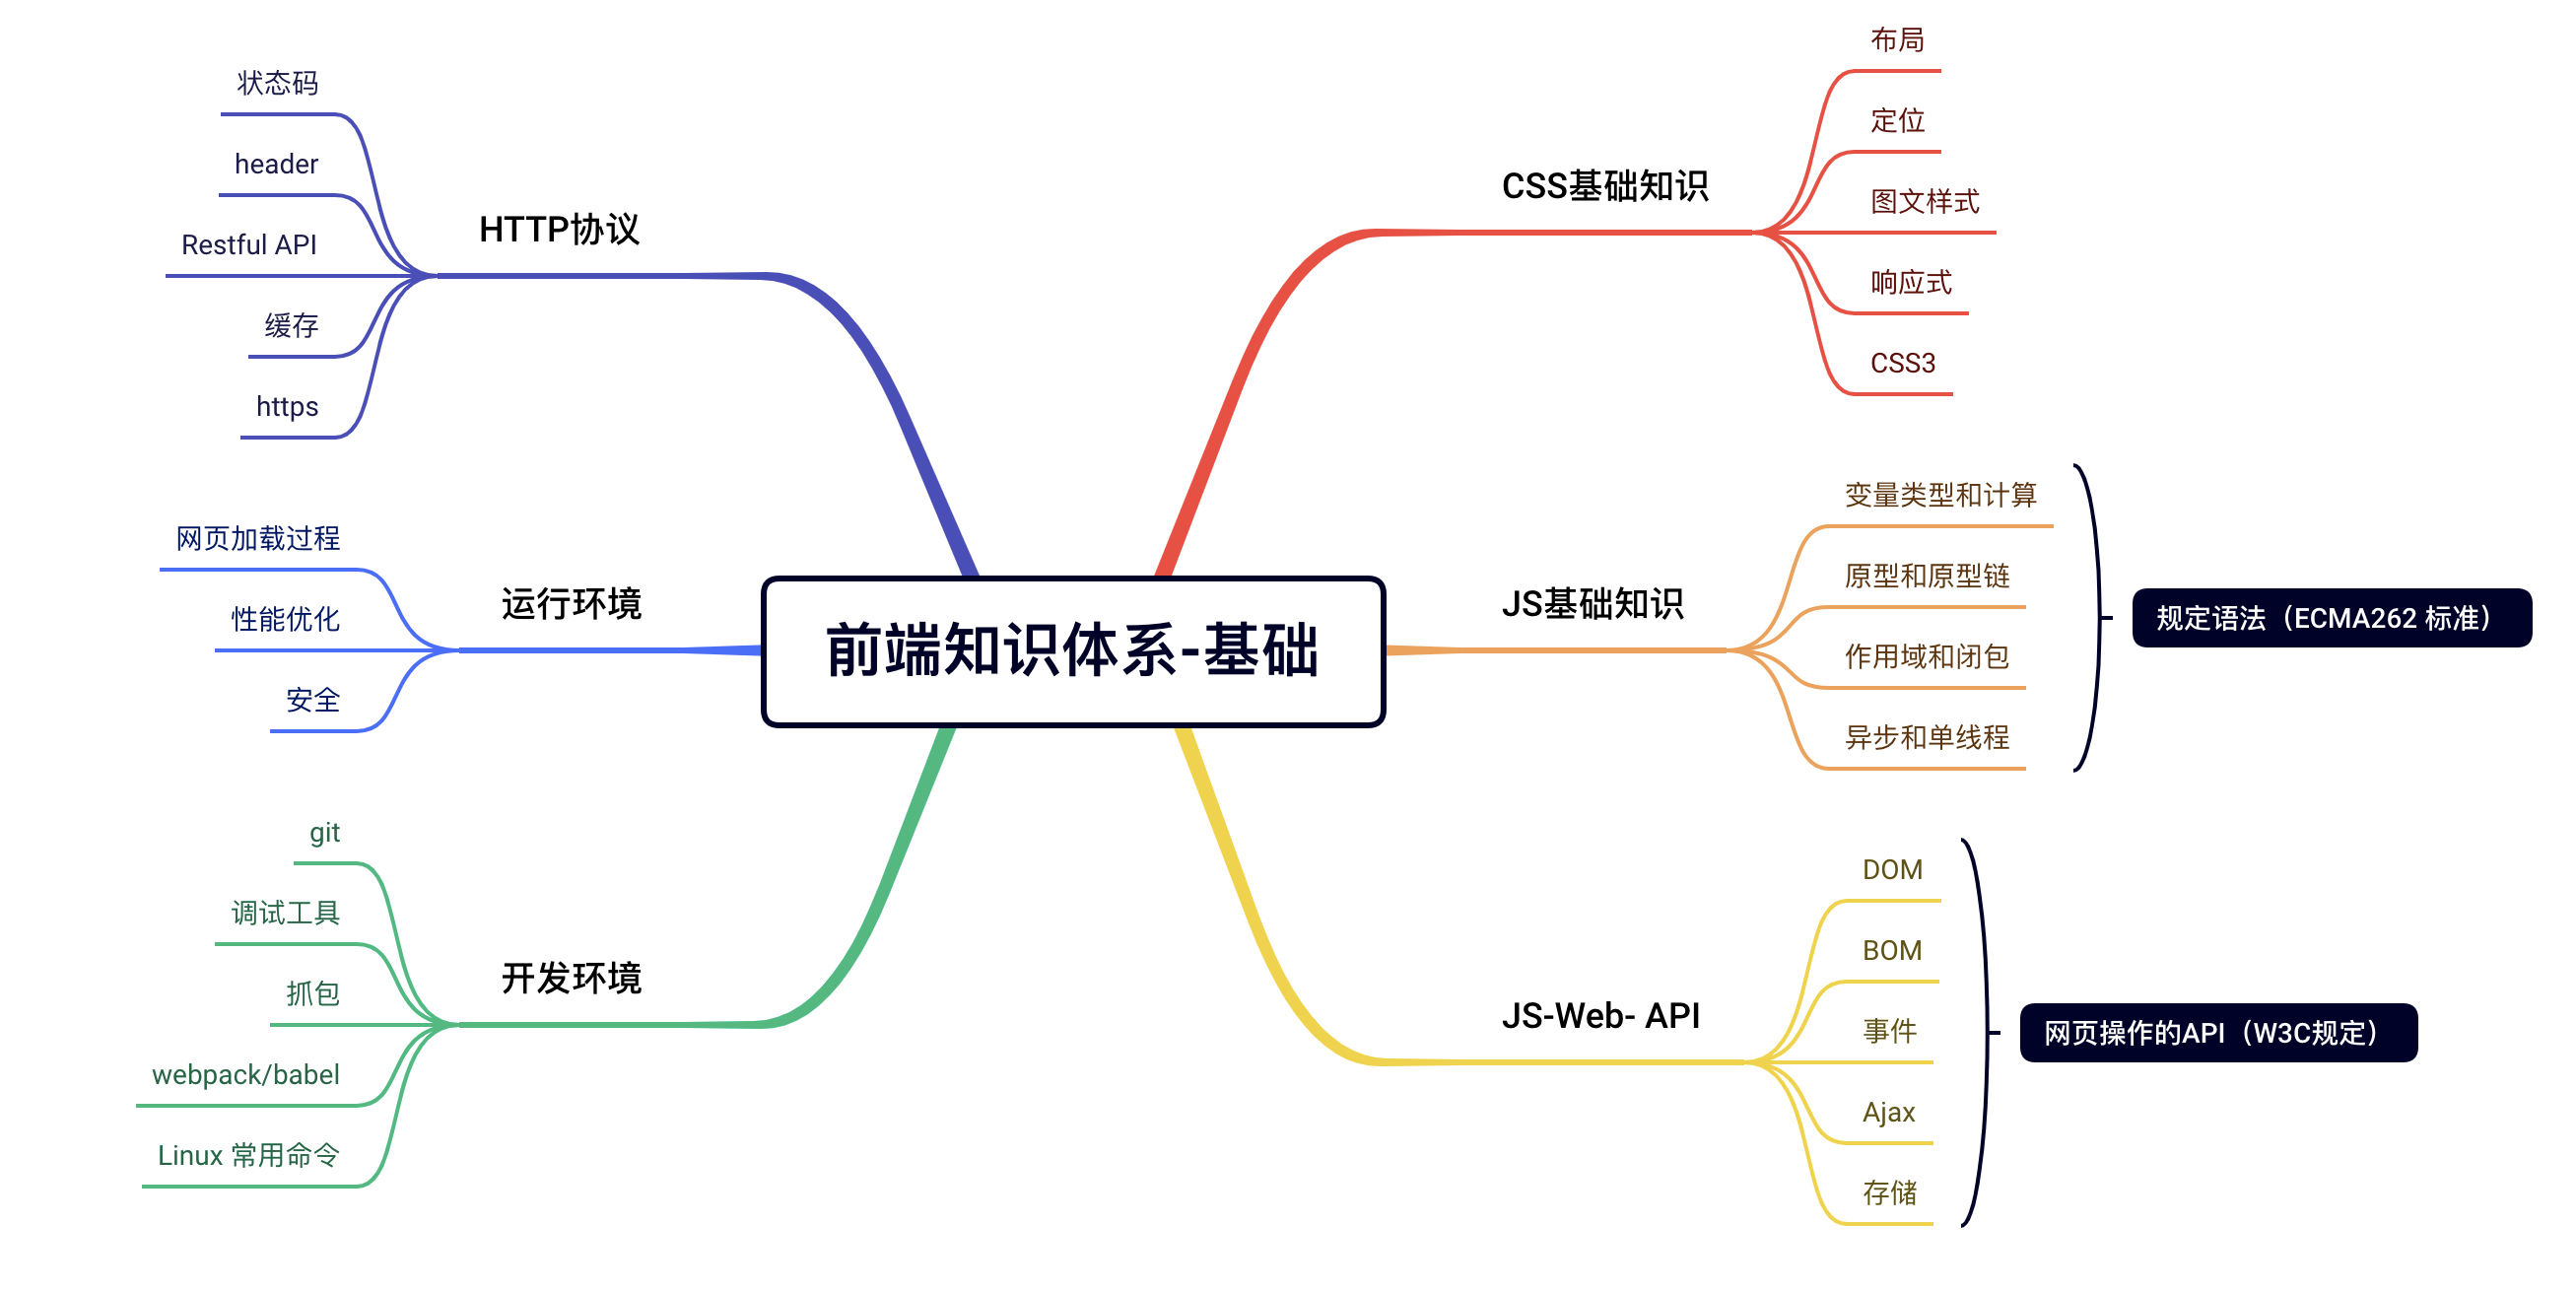 前端知识体系-基础
CSS基础知识
布局
定位
图文样式
响应式
CSS3
JS基础知识
变量类型和计算
原型和原型链
作用域和闭包
异步和单线程
规定语法（ECMA262 标准）
JS-Web- API
DOM
BOM
事件
Ajax
存储
网页操作的API（W3C规定）
HTTP协议
状态码
header
Restful API
缓存
https
运行环境
网页加载过程
性能优化
安全
开发环境
git
调试工具
抓包
webpack/babel
Linux 常用命令